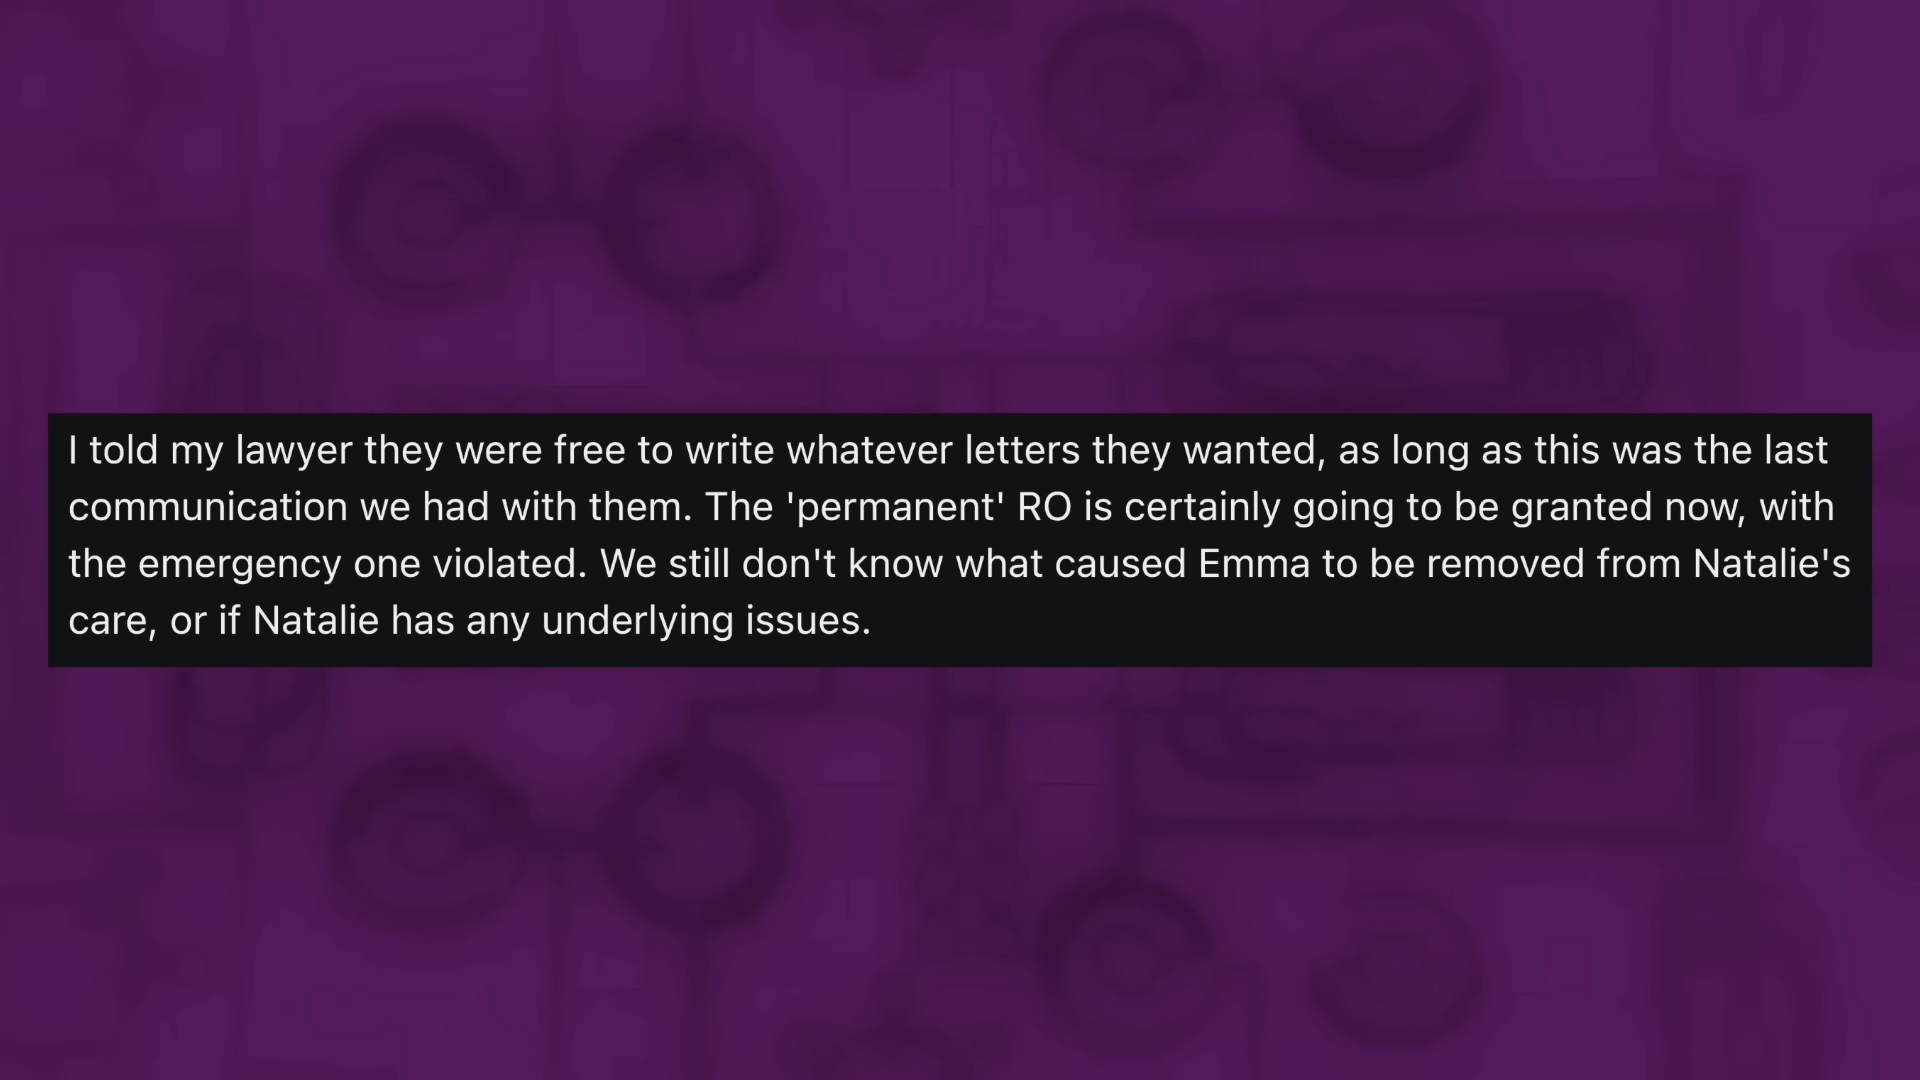 I told my lawyer they were free to write whatever letters they wanted, as long as this was the last
communication we had with them. The 'permanent' RO is certainly going to be granted now, with
the emergency one violated. We still don't know what caused Emma to be removed from Natalie's
care, or if Natalie has any underlying issues.